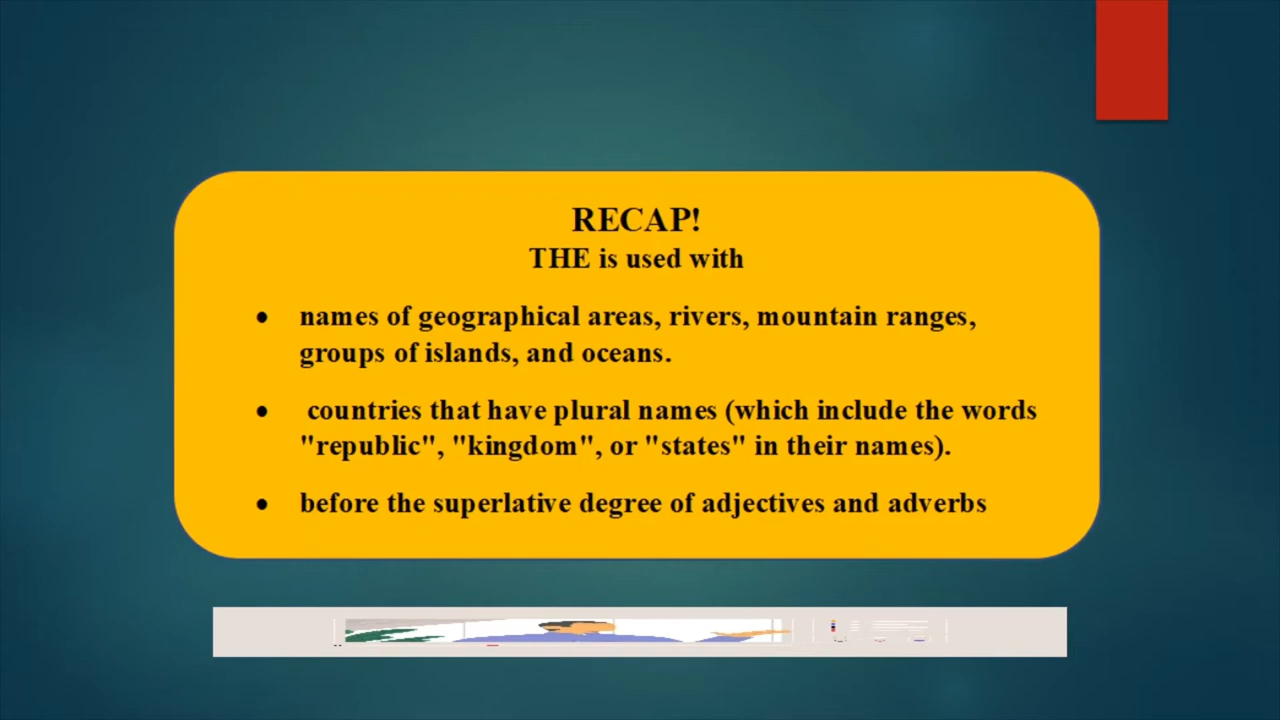 RECAP!
THE is used with
• names of geographical areas, rivers, mountain ranges,
groups of islands, and oceans.
• countries that have plural names (which include the words
"republic", "kingdom", or "states" in their names).
• before the superlative degree of adjectives and adverbs